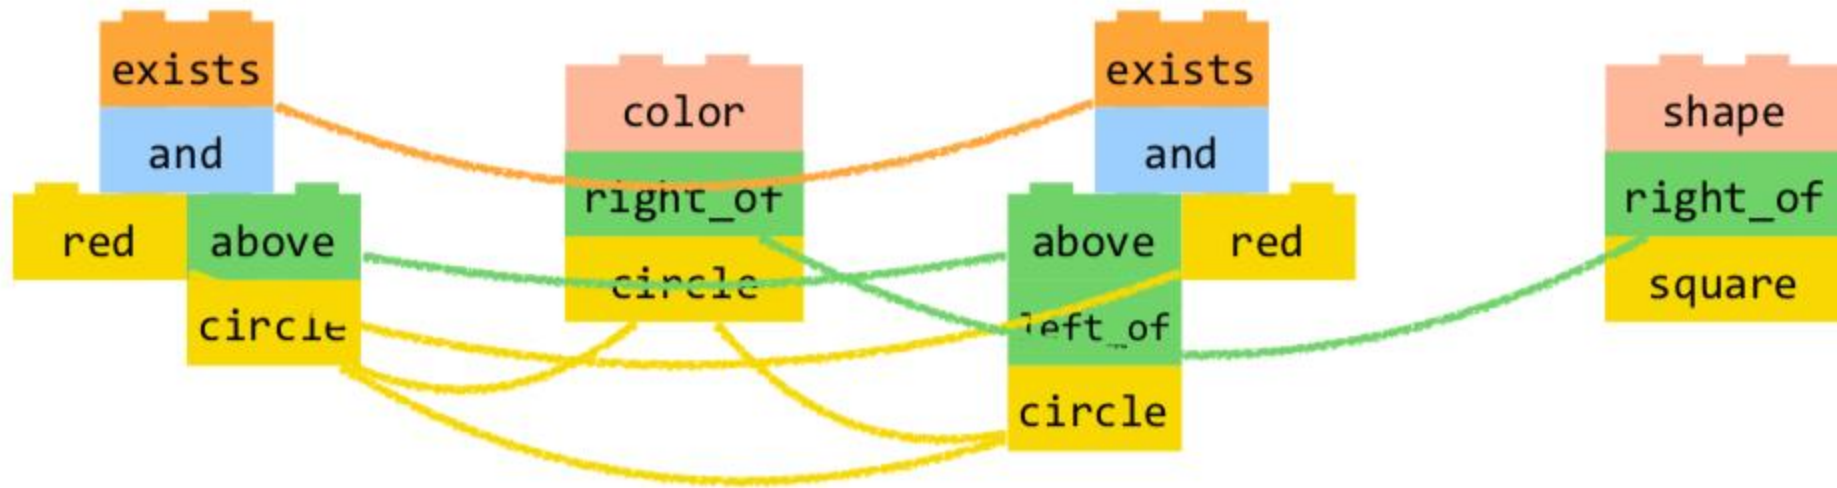 exists
and
red above
circle
color
right_of
circle
exists
and
above red
left_of
circle
shape
right_of
square